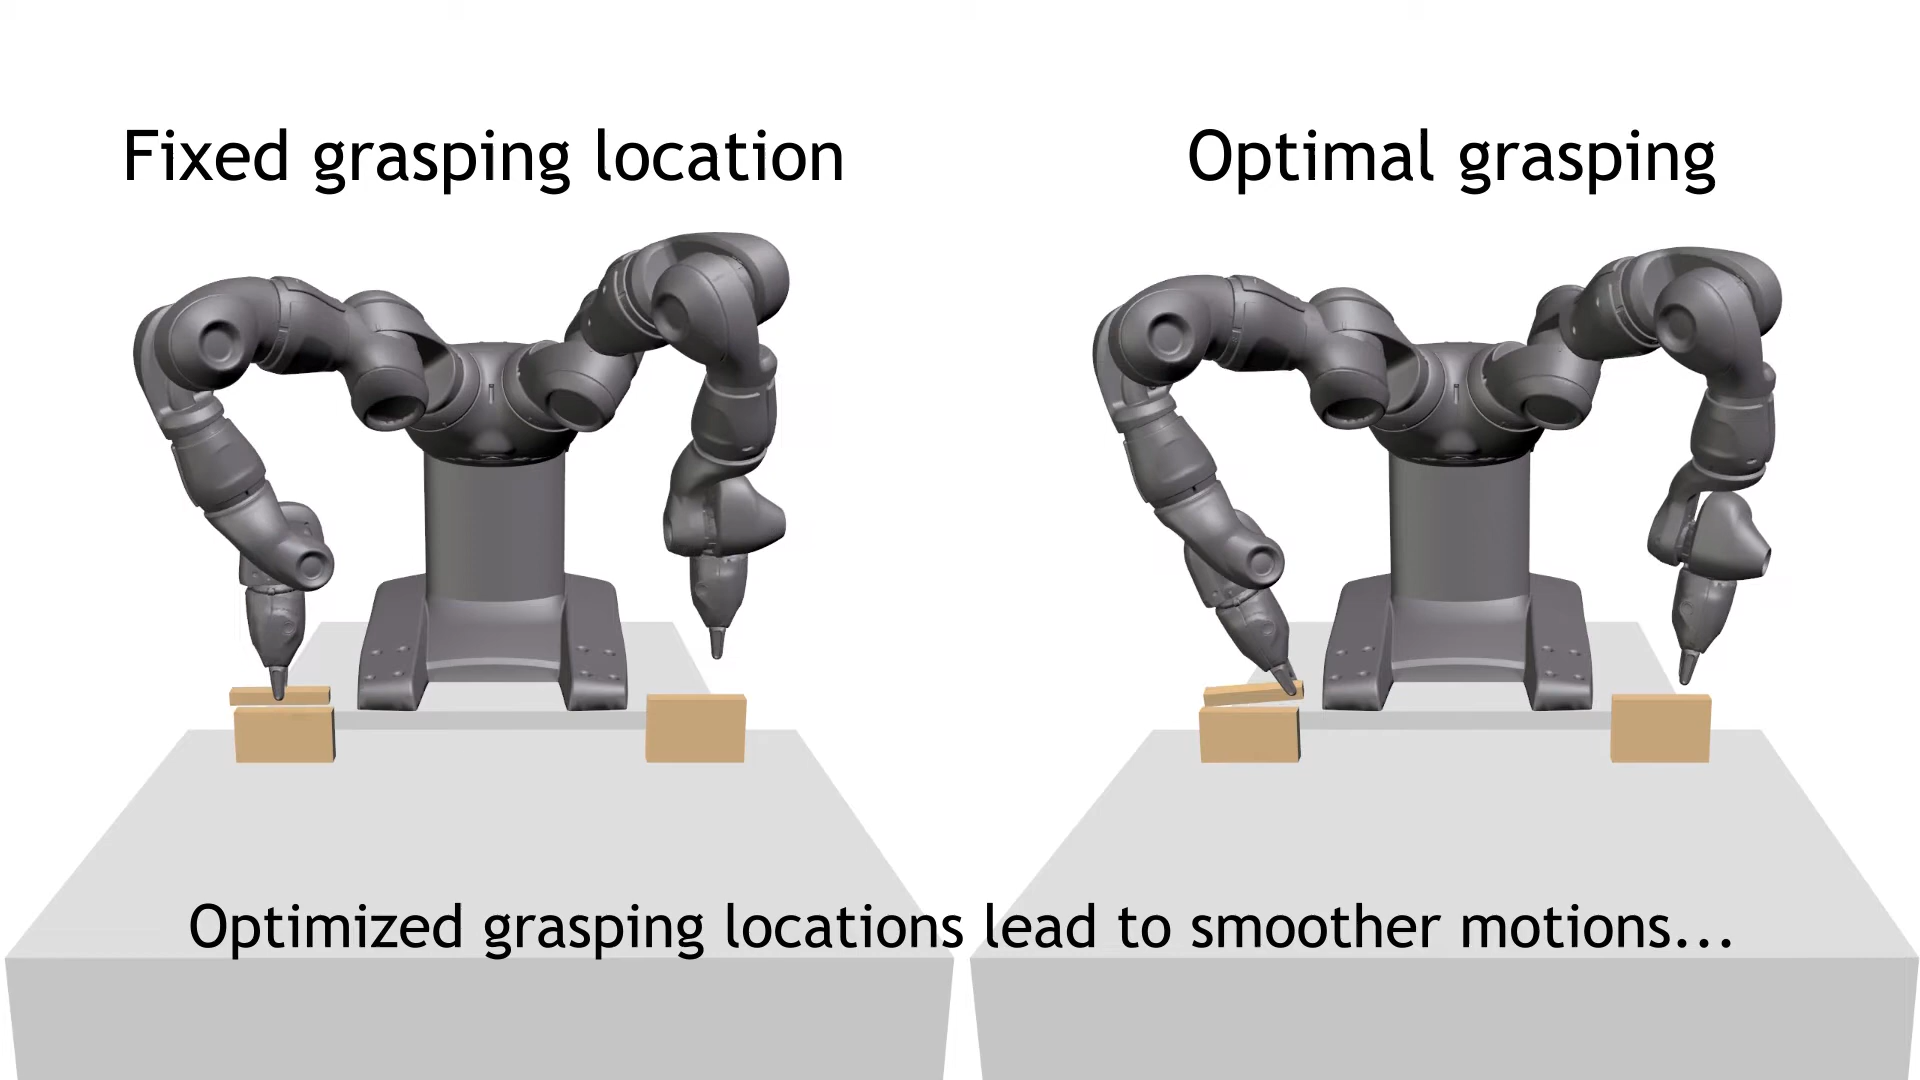 Fixed grasping location
Optimal grasping
Optimized grasping locations lead to smoother motions...